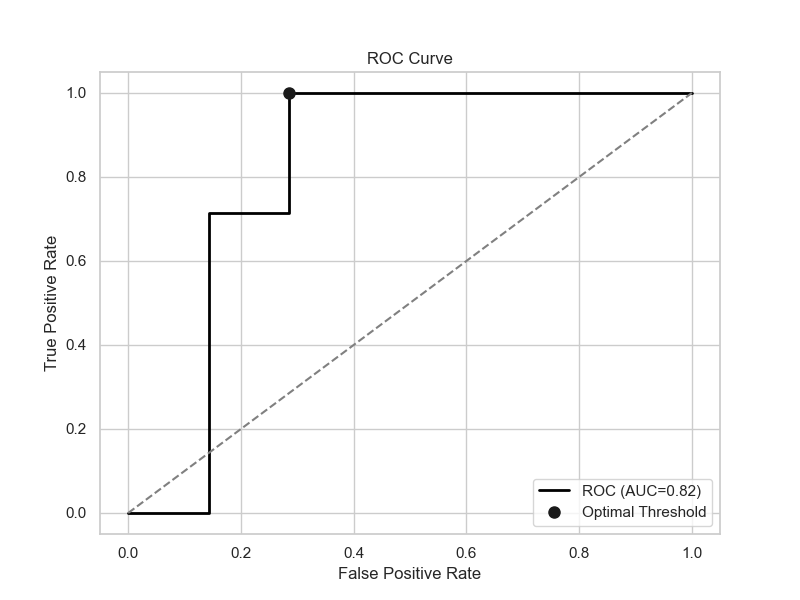 ROC Curve
1.0
0.8
0.6
0.4
0.2
0.0
True Positive Rate
0.0 0.2 0.4 0.6 0.8 1.0
False Positive Rate
ROC (AUC=0.82)
Optimal Threshold